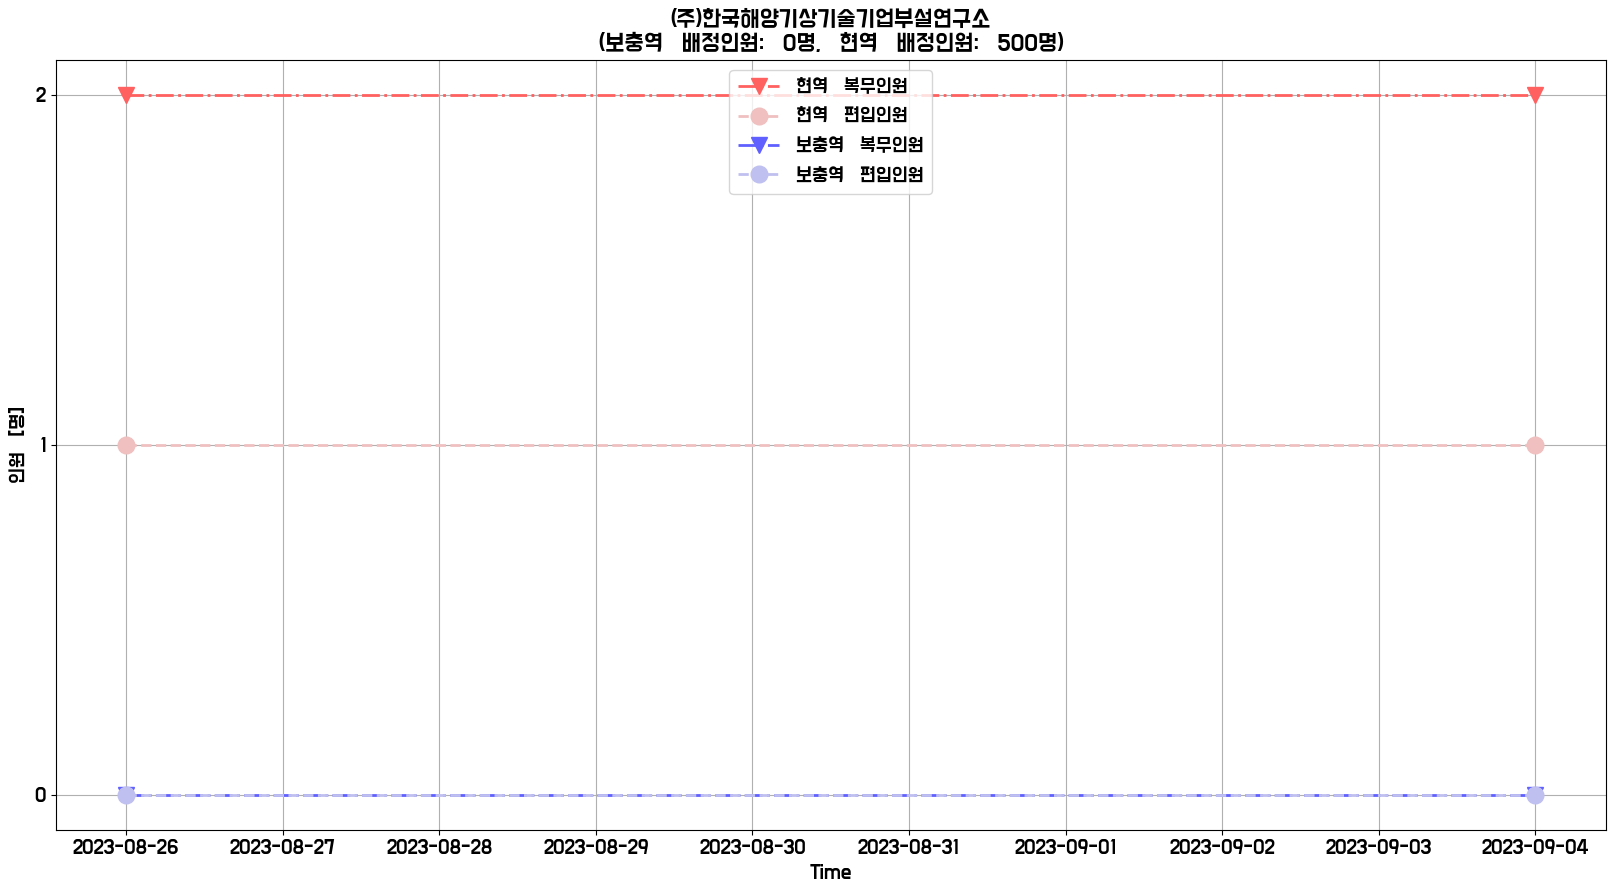 (주)한국해양기상기술기업부설연구소
(보충역 배정인원: 0명, 현역 배정인원: 500명)
현역 복무인원
현역 편입인원
보충역 복무인원
보충역 편입인원
2
1
0
인원 [명]
2023-08-26 2023-08-27 2023-08-28 2023-08-29 2023-08-30 2023-08-31 2023-09-01 2023-09-02 2023-09-03 2023-09-04
Time